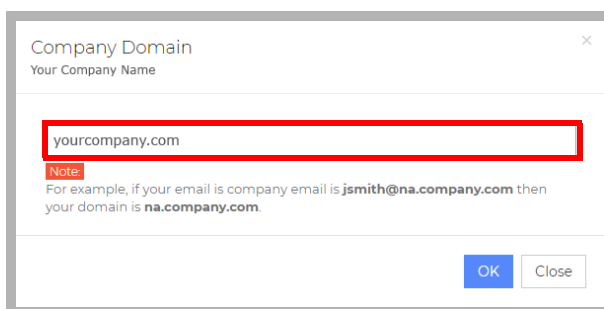 Company Domain
×
Your Company Name
yourcompany.com
Note:
For example, if your email is company email is jsmith@na.company.com then
your domain is na.company.com.
OK
Close